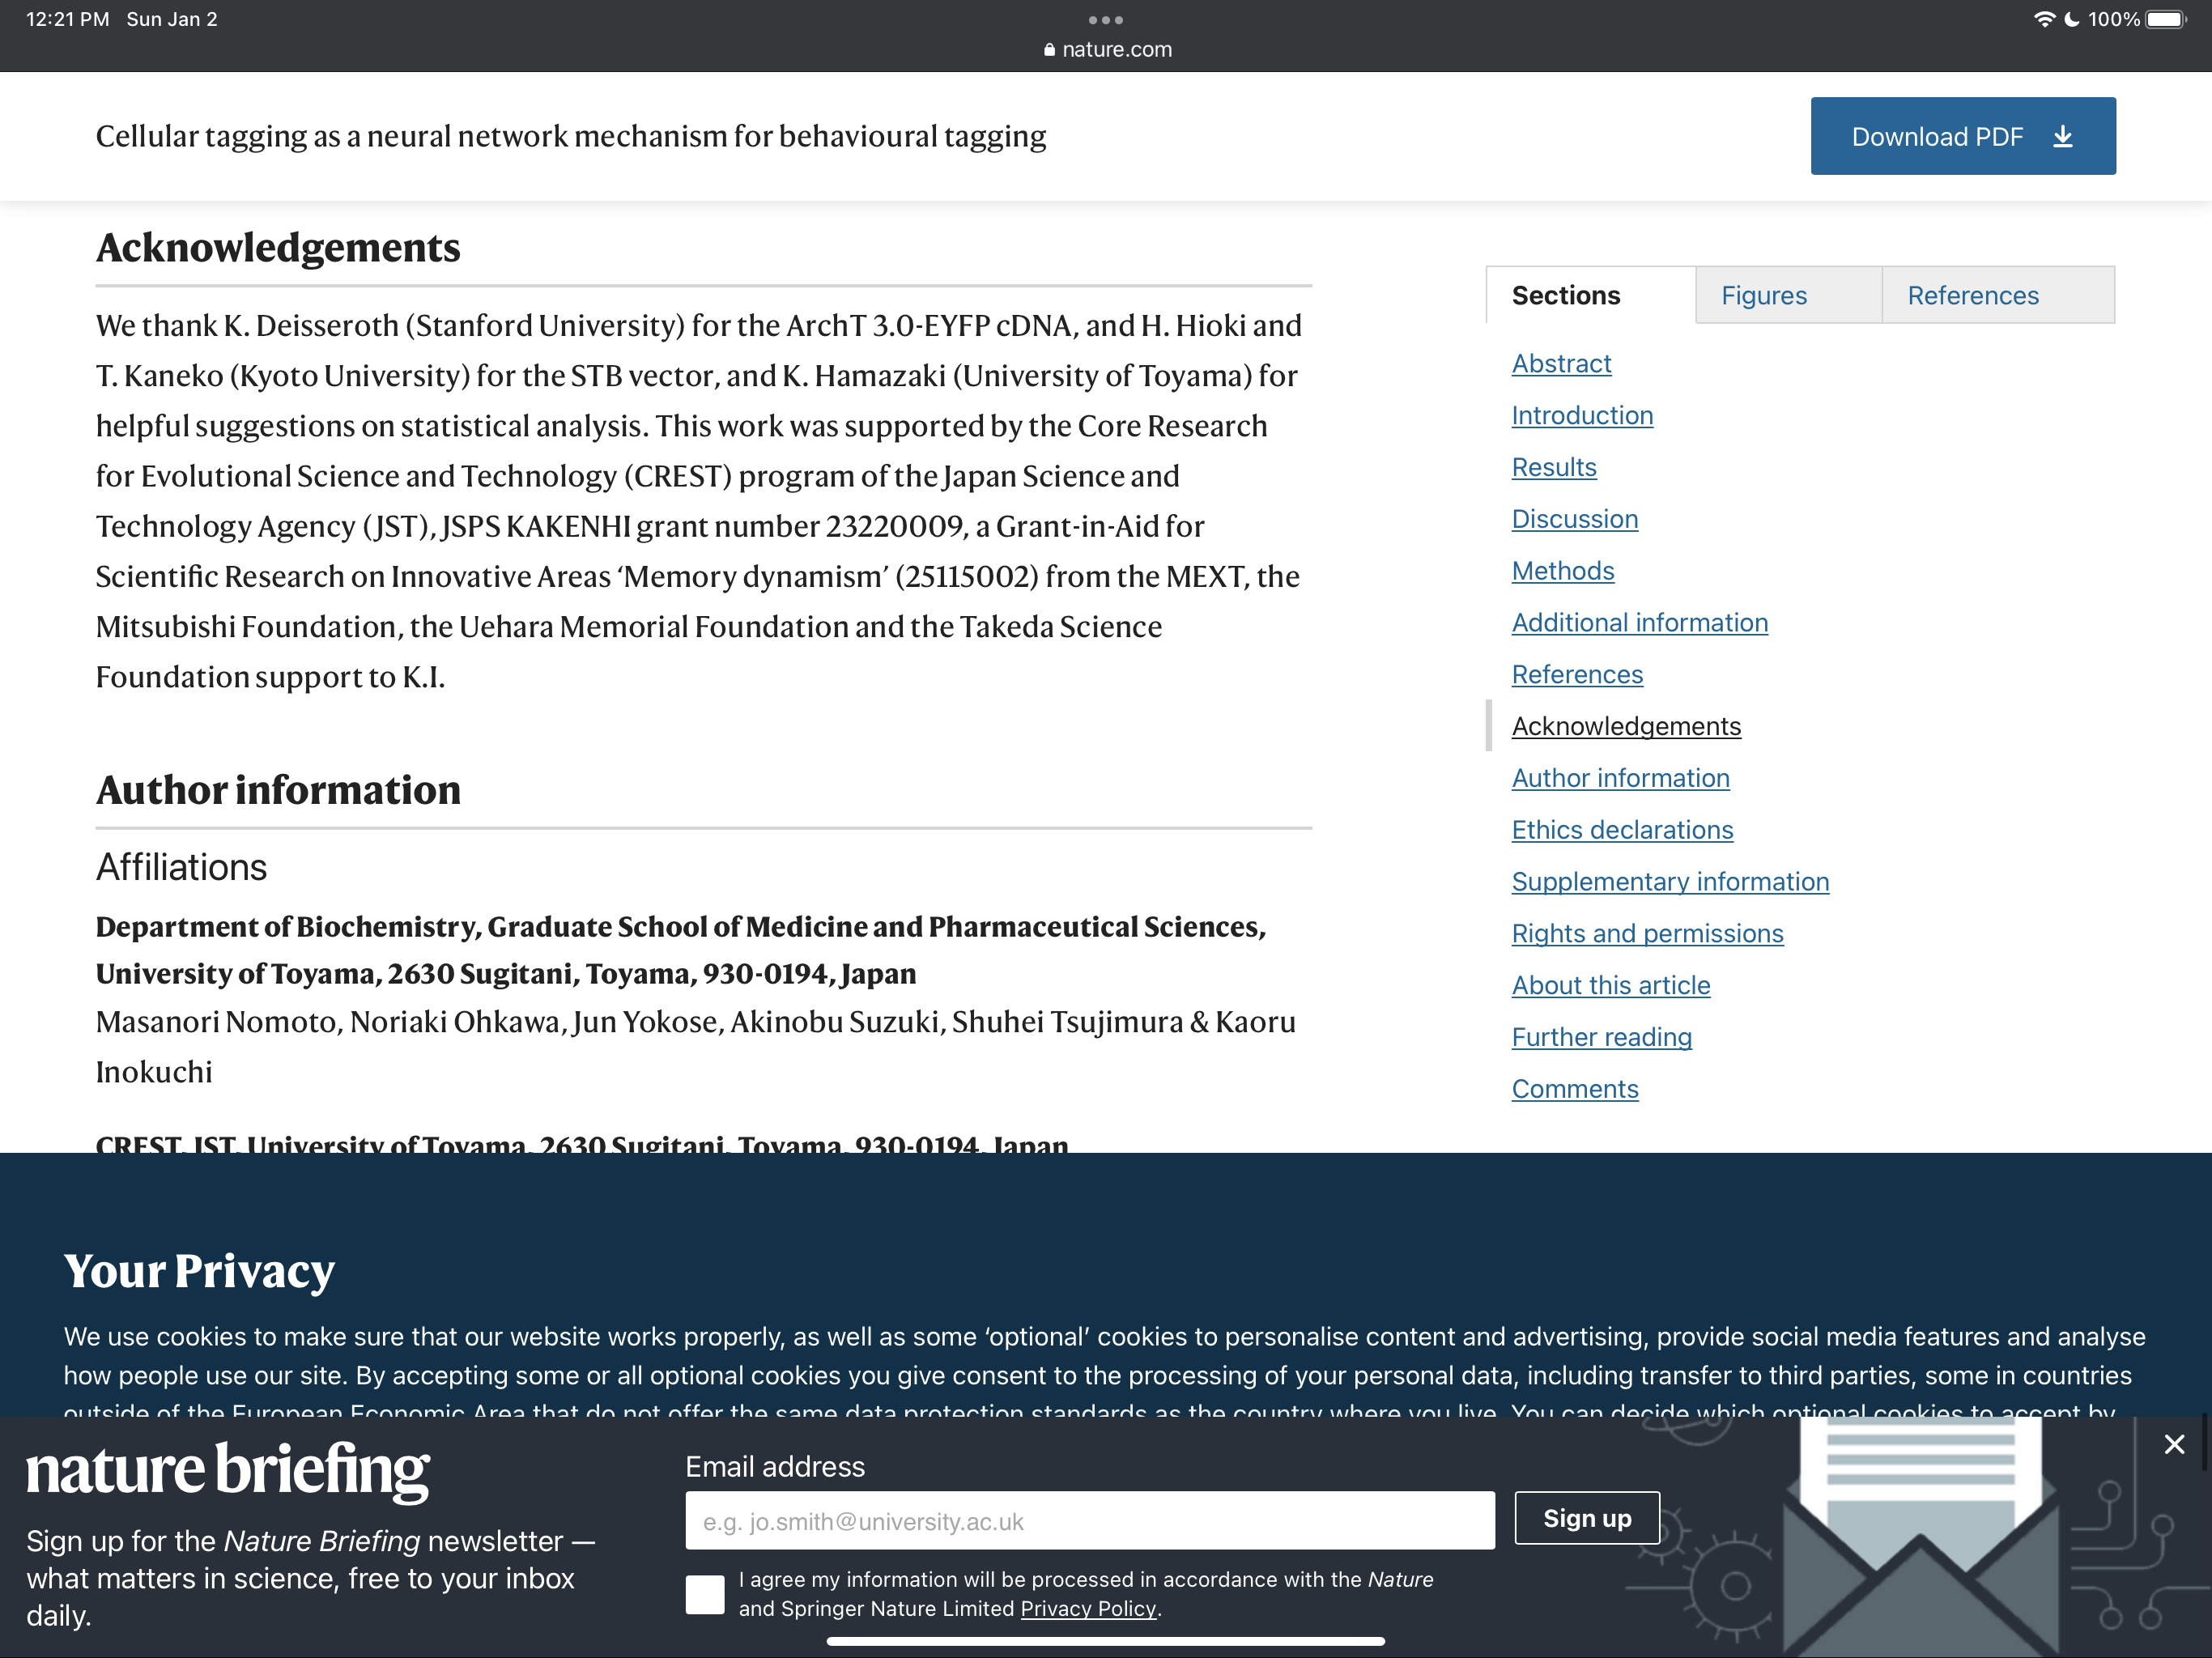 12:21 PM Sun Jan 2
100%
nature.com
Cellular tagging as a neural network mechanism for behavioural tagging
Download PDF
Acknowledgements
We thank K. Deisseroth (Stanford University) for the ArchT 3.0-EYFP cDNA, and H. Hioki and
T. Kaneko (Kyoto University) for the STB vector, and K. Hamazaki (University of Toyama) for
helpful suggestions on statistical analysis. This work was supported by the Core Research
for Evolutional Science and Technology (CREST) program of the Japan Science and
Technology Agency (JST), JSPS KAKENHI grant number 23220009, a Grant-in-Aid for
Scientific Research on Innovative Areas ‘Memory dynamism’ (25115002) from the MEXT, the
Mitsubishi Foundation, the Uehara Memorial Foundation and the Takeda Science
Foundation support to K.I.
Author information
Affiliations
Department of Biochemistry, Graduate School of Medicine and Pharmaceutical Sciences,
University of Toyama, 2630 Sugitani, Toyama, 930-0194, Japan
Masanori Nomoto, Noriaki Ohkawa, Jun Yokose, Akinobu Suzuki, Shuhei Tsujimura & Kaoru
Inokuchi
CREST, JST, University of Toyama, 2630 Sugitani, Toyama, 930-0194, Japan
Sections
Figures
References
Abstract
Introduction
Results
Discussion
Methods
Additional information
References
Acknowledgements
Author information
Ethics declarations
Supplementary information
Rights and permissions
About this article
Further reading
Comments
Your Privacy
We use cookies to make sure that our website works properly, as well as some ‘optional’ cookies to personalise content and advertising, provide social media features and analyse
how people use our site. By accepting some or all optional cookies you give consent to the processing of your personal data, including transfer to third parties, some in countries
outside of the European Economic Area that do not offer the same data protection standards as the country where you live. You can decide which optional cookies to accept by
nature briefing
Sign up for the Nature Briefing newsletter —
what matters in science, free to your inbox
daily.
Email address
e.g. jo.smith@university.ac.uk
Sign up
I agree my information will be processed in accordance with the Nature
and Springer Nature Limited Privacy Policy.